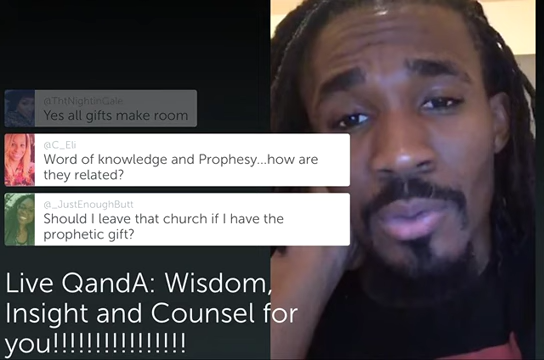 @ThtNightinGale
Yes all gifts make room
@C_Eli
Word of knowledge and Prophesy...how are
they related?
@_JustEnoughButt
Should I leave that church if I have the
prophetic gift?
Live QandA: Wisdom,
Insight and Counsel for
you!!!!!!!!!!!!!!!!